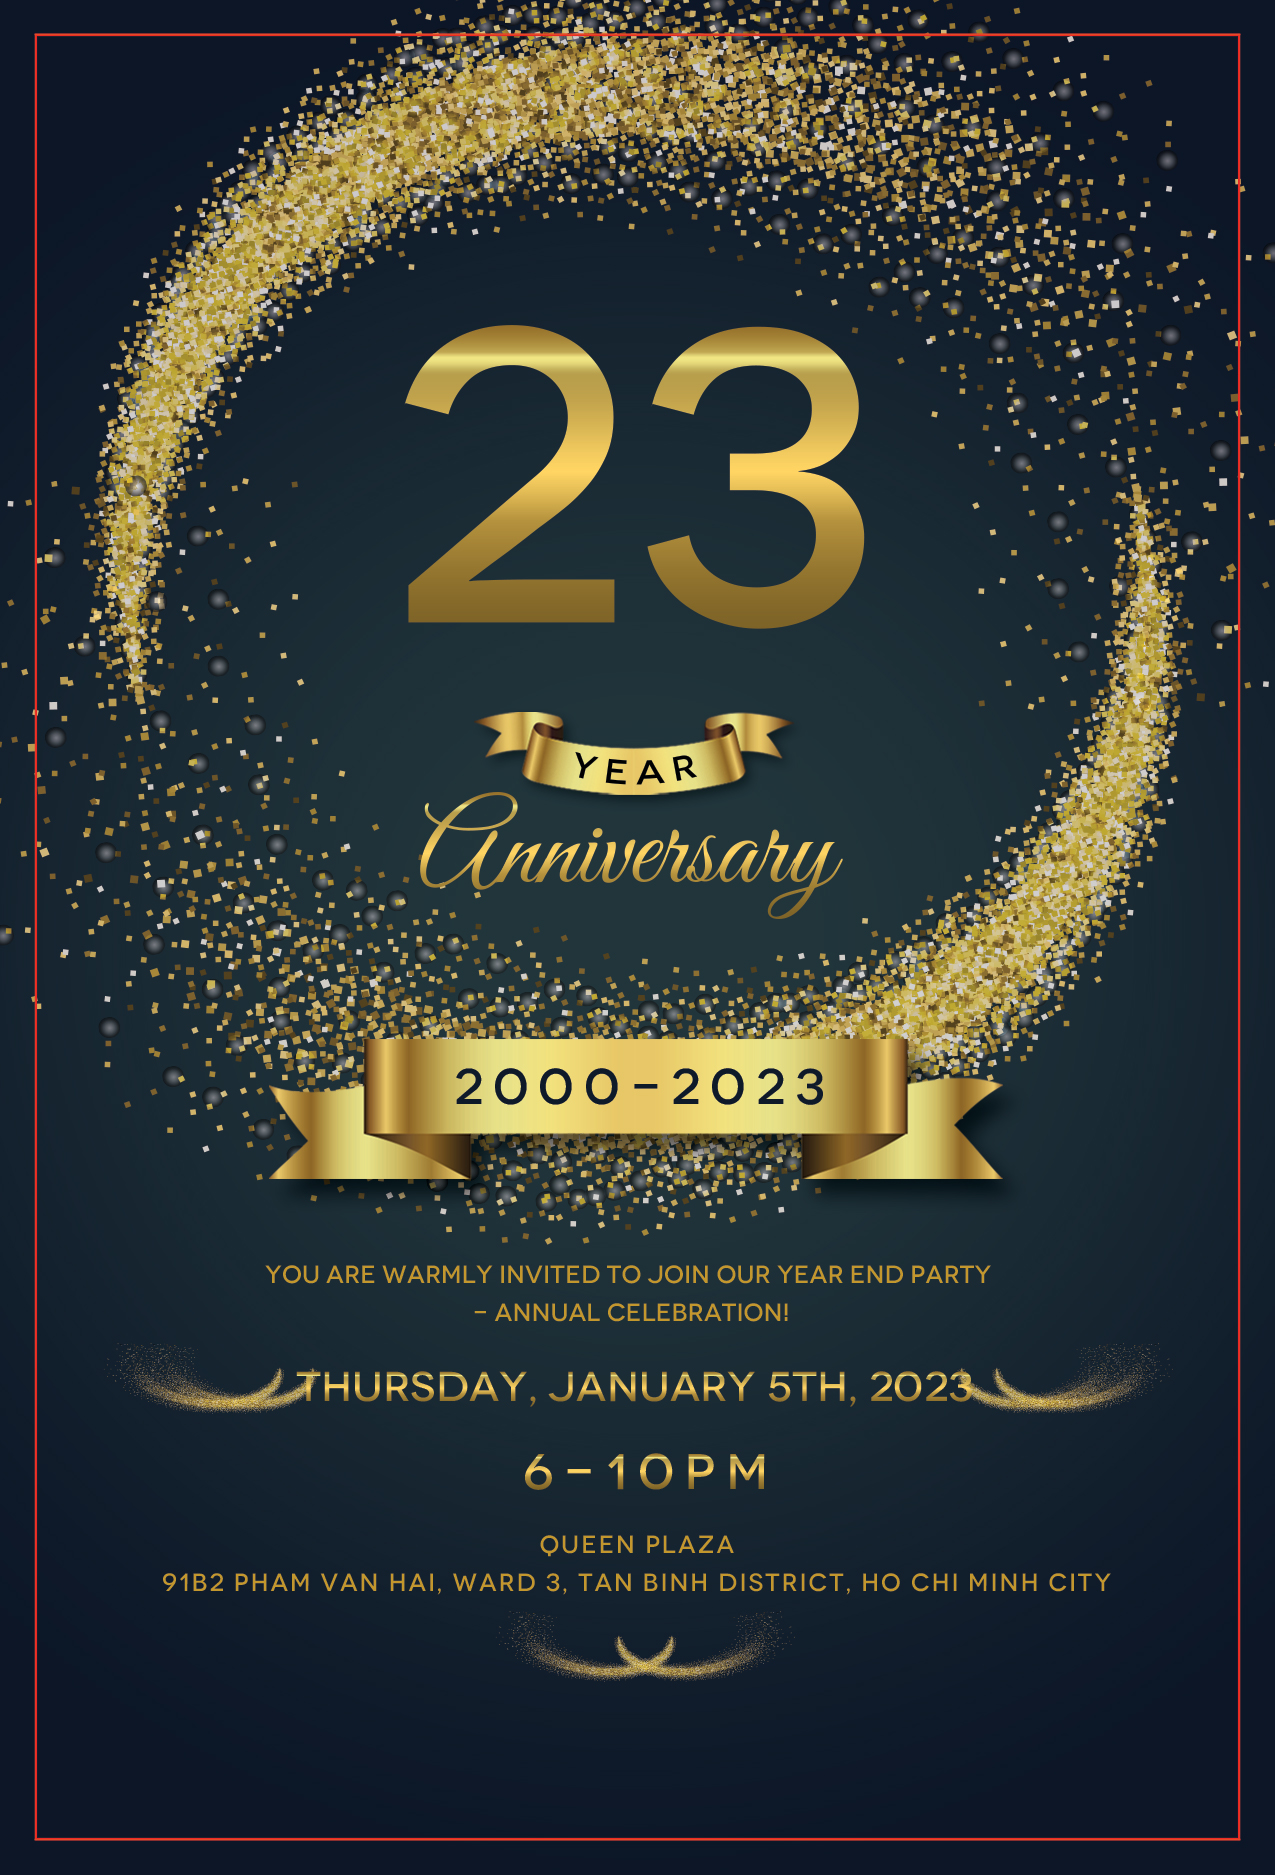 23
YEAR
Anniversary
2000-2023
YOU ARE WARMLY INVITED TO JOIN OUR YEAR END PARTY
- ANNUAL CELEBRATION!
THURSDAY, JANUARY 5TH, 2023
6-10PM
QUEEN PLAZA
91B2 PHAM VAN HAI, WARD 3, TAN BINH DISTRICT, HO CHI MINH CITY